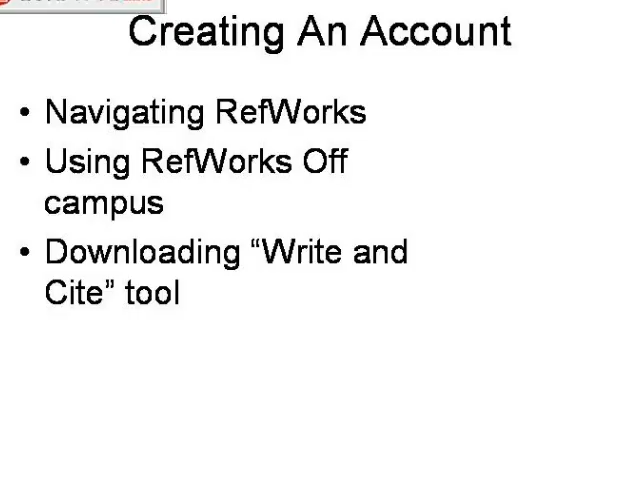 Creating An Account
• Navigating RefWorks
• Using RefWorks Off
campus
• Downloading “Write and
Cite” tool